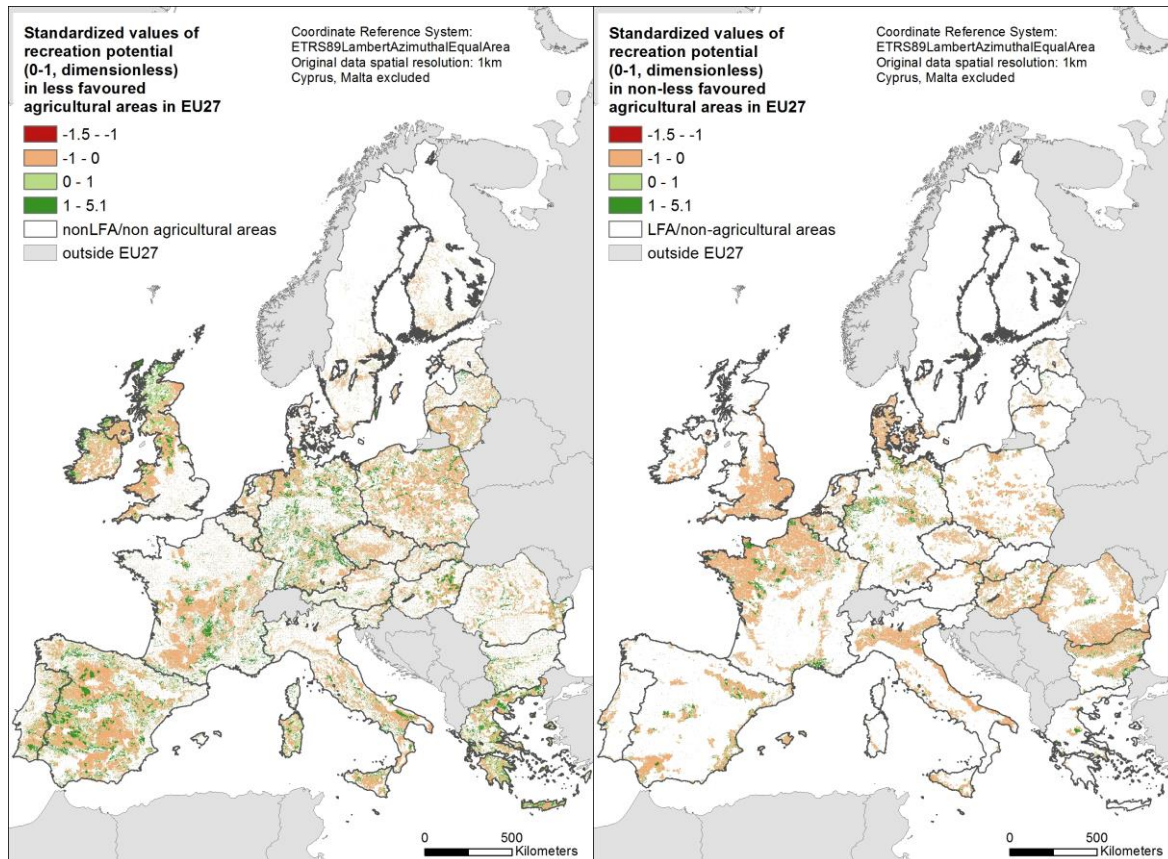 Standardized values of
recreation potential
(0-1, dimensionless)
in less favoured
agricultural areas in EU27
-1.5 - -1
-1 - 0
0 - 1
1 - 5.1
nonLFA/non agricultural areas
outside EU27
Coordinate Reference System:
ETRS89LambertAzimuthalEqualArea
Original data spatial resolution: 1km
Cyprus, Malta excluded
0 500
Kilometers
Standardized values of
recreation potential
(0-1, dimensionless)
in non-less favoured
agricultural areas in EU27
-1.5 - -1
-1 - 0
0 - 1
1 - 5.1
LFA/non-agricultural areas
outside EU27
Coordinate Reference System:
ETRS89LambertAzimuthalEqualArea
Original data spatial resolution: 1km
Cyprus, Malta excluded
0 500
Kilometers